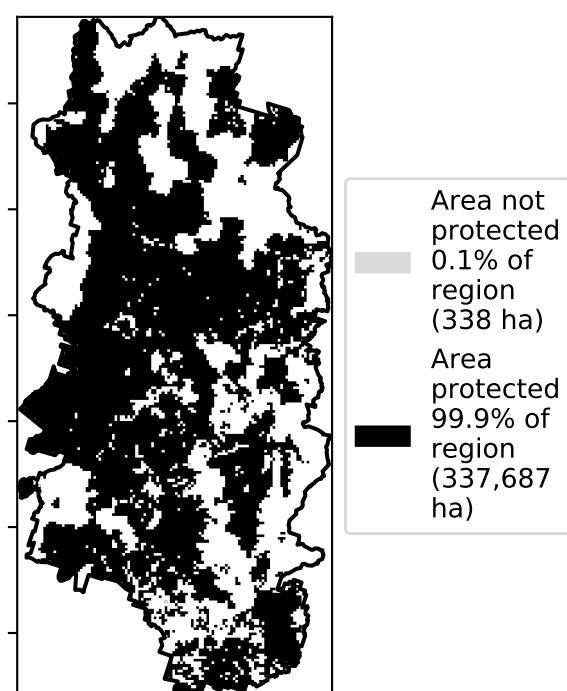 Area not
protected
0.1% of
region
(338 ha)
Area
protected
99.9% of
region
(337,687
ha)